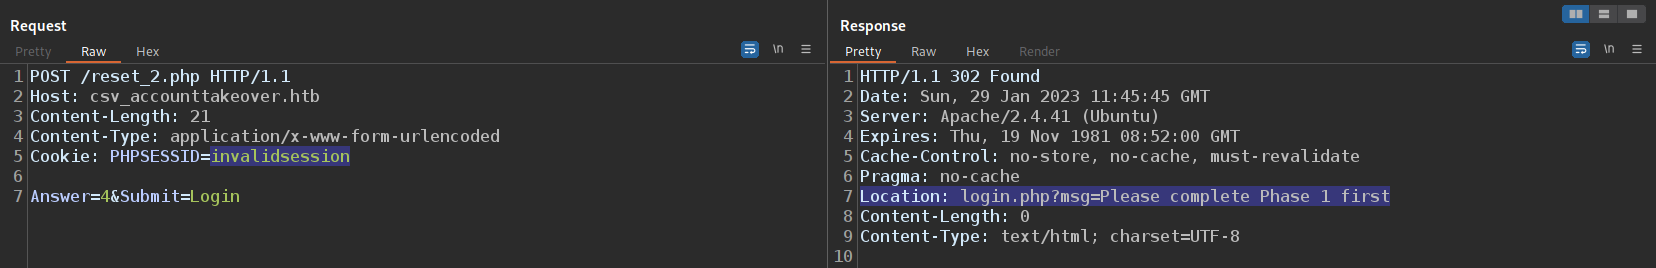 Request
Pretty Raw Hex
\n
1 POST /reset_2.php HTTP/1.1
2 Host: csv_accounttakeover.htb
3 Content-Length: 21
4 Content-Type: application/x-www-form-urlencoded
5 Cookie: PHPSESSID=invalidsession
6
7 Answer=4&Submit=Login
Response
Pretty Raw Hex Render
\n
1 HTTP/1.1 302 Found
2 Date: Sun, 29 Jan 2023 11:45:45 GMT
3 Server: Apache/2.4.41 (Ubuntu)
4 Expires: Thu, 19 Nov 1981 08:52:00 GMT
5 Cache-Control: no-store, no-cache, must-revalidate
6 Pragma: no-cache
7 Location: login.php?msg=Please complete Phase 1 first
8 Content-Length: 0
9 Content-Type: text/html; charset=UTF-8
10